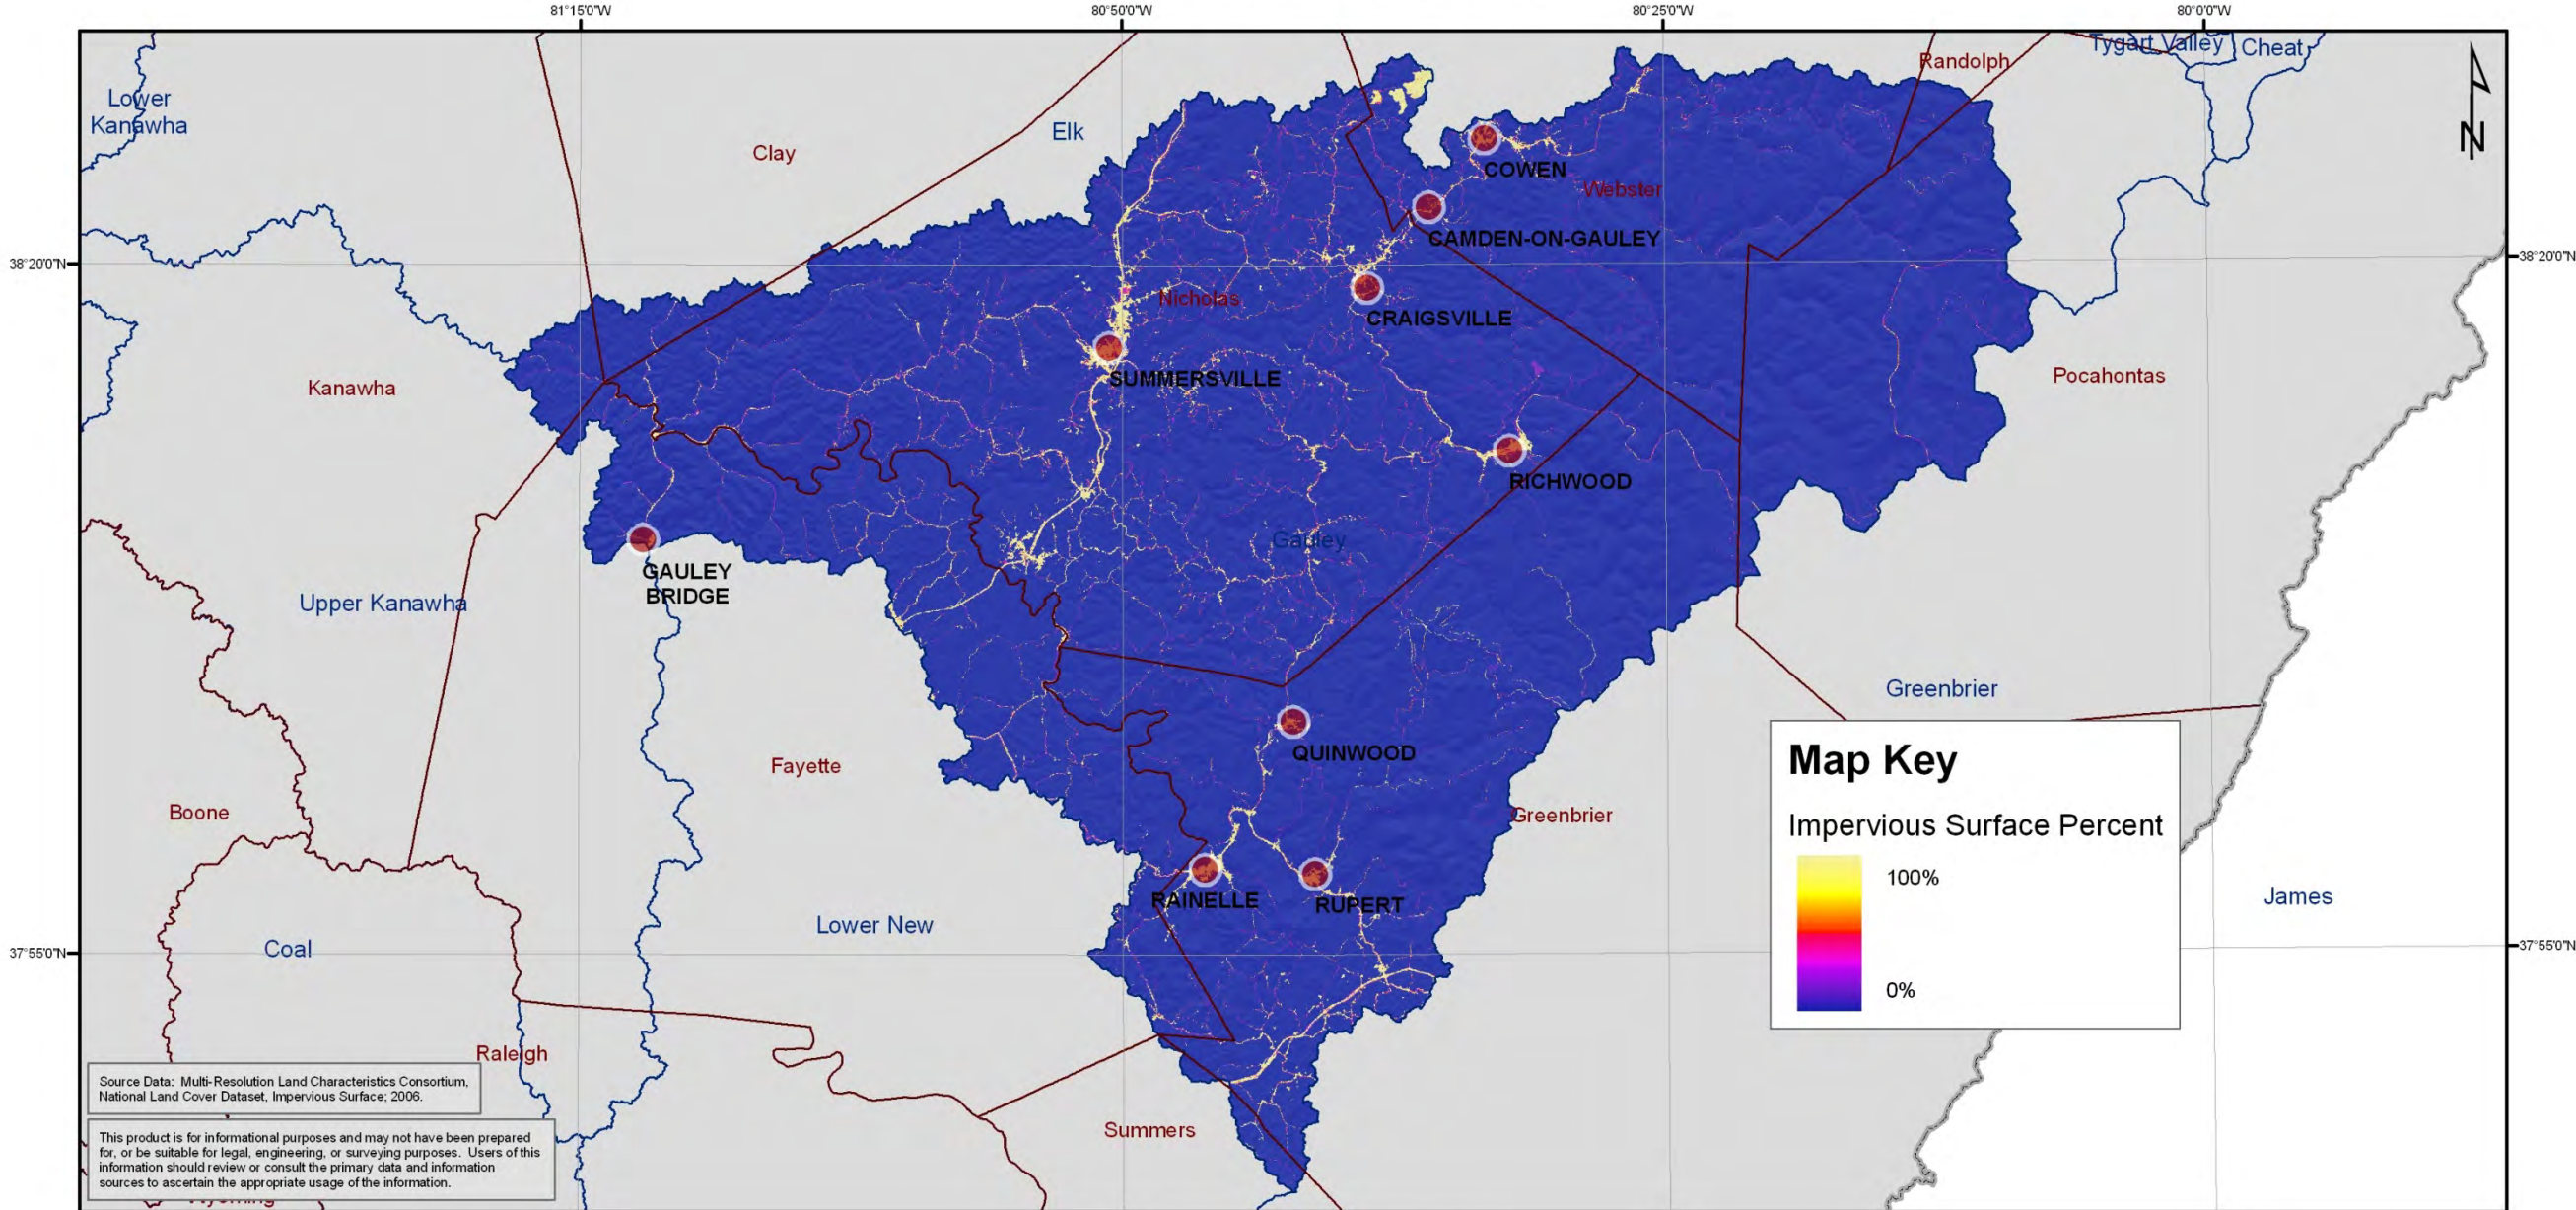 81°15'0"W
80°50'0"W
80°25'0"W
80°0'0"W
Tygart Valley
Cheat
Randolph
Lower
Kanawha
Elk
Clay
N
COWEN
Webster
CAMDEN-ON-GAULEY
38°20'0"N
38°20'0"N
Nicholas
CRAIGSVILLE
Kanawha
SUMMERSVILLE
Pocahontas
RICHWOOD
Gauley
GAULEY
BRIDGE
Upper Kanawha
Greenbrier
QUINWOOD
Map Key
Fayette
Boone
Greenbrier
Impervious Surface Percent
100%
0%
RAINELLE
RUPERT
James
Lower New
Coal
37°55'0"N
37°55'0"N
Raleigh
Source Data: Multi-Resolution Land Characteristics Consortium,
National Land Cover Dataset, Impervious Surface; 2006.
Summers
This product is for informational purposes and may not have been prepared
for, or be suitable for legal, engineering, or surveying purposes. Users of this
information should review or consult the primary data and information
sources to ascertain the appropriate usage of the information.
Wyoming